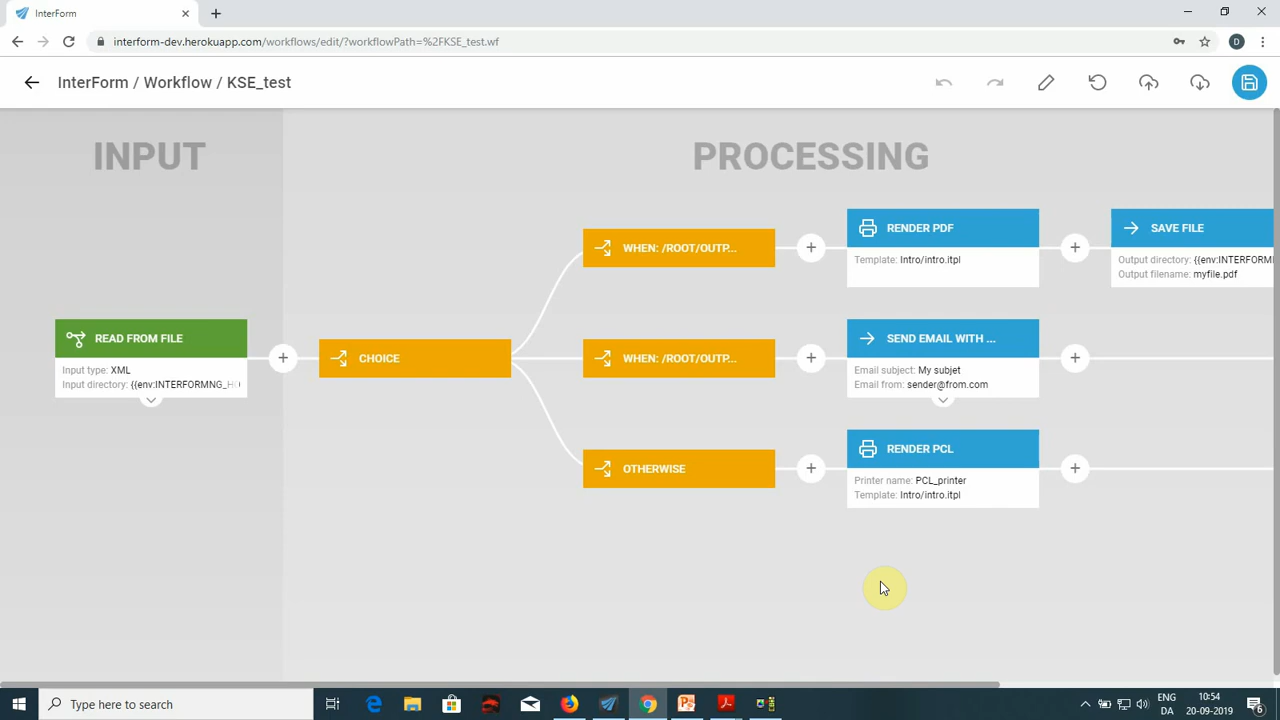 InterForm
interform-dev.herokuapp.com/workflows/edit/?workflowPath=%2FKSE_test.wf
D
InterForm / Workflow / KSE_test
INPUT
PROCESSING
READ FROM FILE
Input type: XML
Input directory: {{env:INTERFORMNG_H
CHOICE
WHEN: /ROOT/OUTP...
RENDER PDF
Template: Intro/intro.itpl
SAVE FILE
Output directory: {{env:INTERFORM
Output filename: myfile.pdf
WHEN: /ROOT/OUTP...
SEND EMAIL WITH ...
Email subject: My subjet
Email from: sender@from.com
OTHERWISE
RENDER PCL
Printer name: PCL_printer
Template: Intro/intro.itpl
Type here to search
ENG
DA
10:54
20-09-2019
6